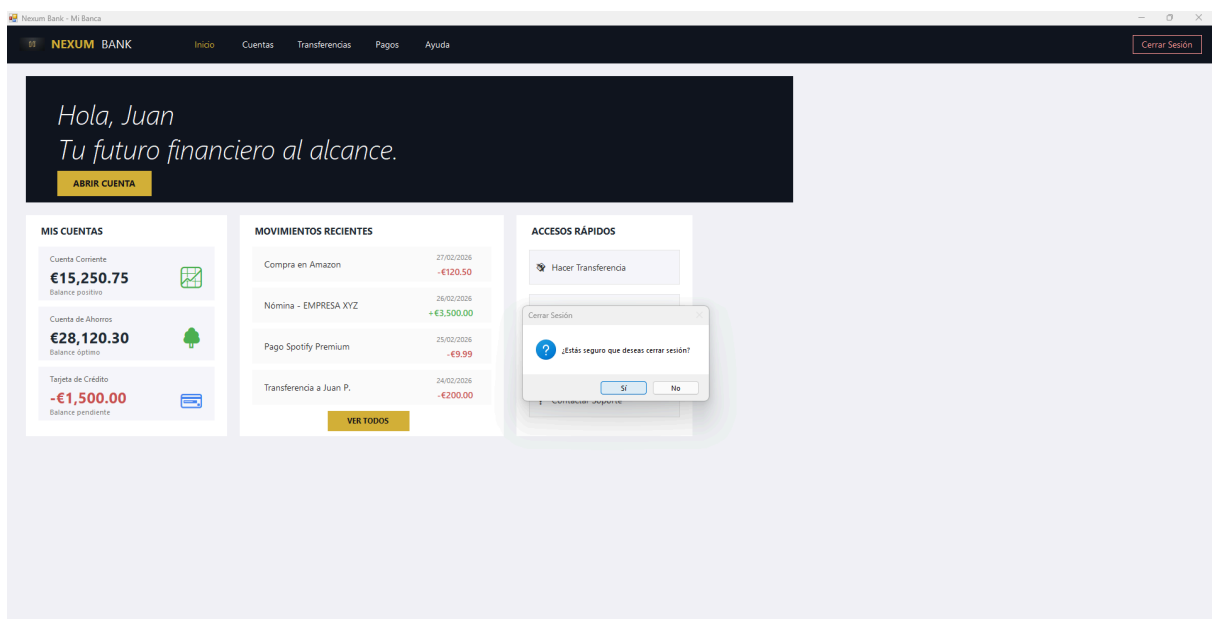 Nexum Bank - Mi Banca
NEXUM BANK
Inicio
Cuentas
Transferencias
Pagos
Ayuda
Cerrar Sesión
Hola, Juan
Tu futuro financiero al alcance.
ABRIR CUENTA
MIS CUENTAS
Cuenta Corriente
€15,250.75
Balance positivo
Cuenta de Ahorros
€28,120.30
Balance óptimo
Tarjeta de Crédito
-€1,500.00
Balance pendiente
MOVIMIENTOS RECIENTES
Compra en Amazon
27/02/2026
-€120.50
Nómina - EMPRESA XYZ
26/02/2026
+€3,500.00
Pago Spotify Premium
25/02/2026
-€9.99
Transferencia a Juan P.
24/02/2026
-€200.00
VER TODOS
ACCESOS RÁPIDOS
Hacer Transferencia
Cerrar Sesión
¿Estás seguro que deseas cerrar sesión?
Sí
No
Contactar Soporte